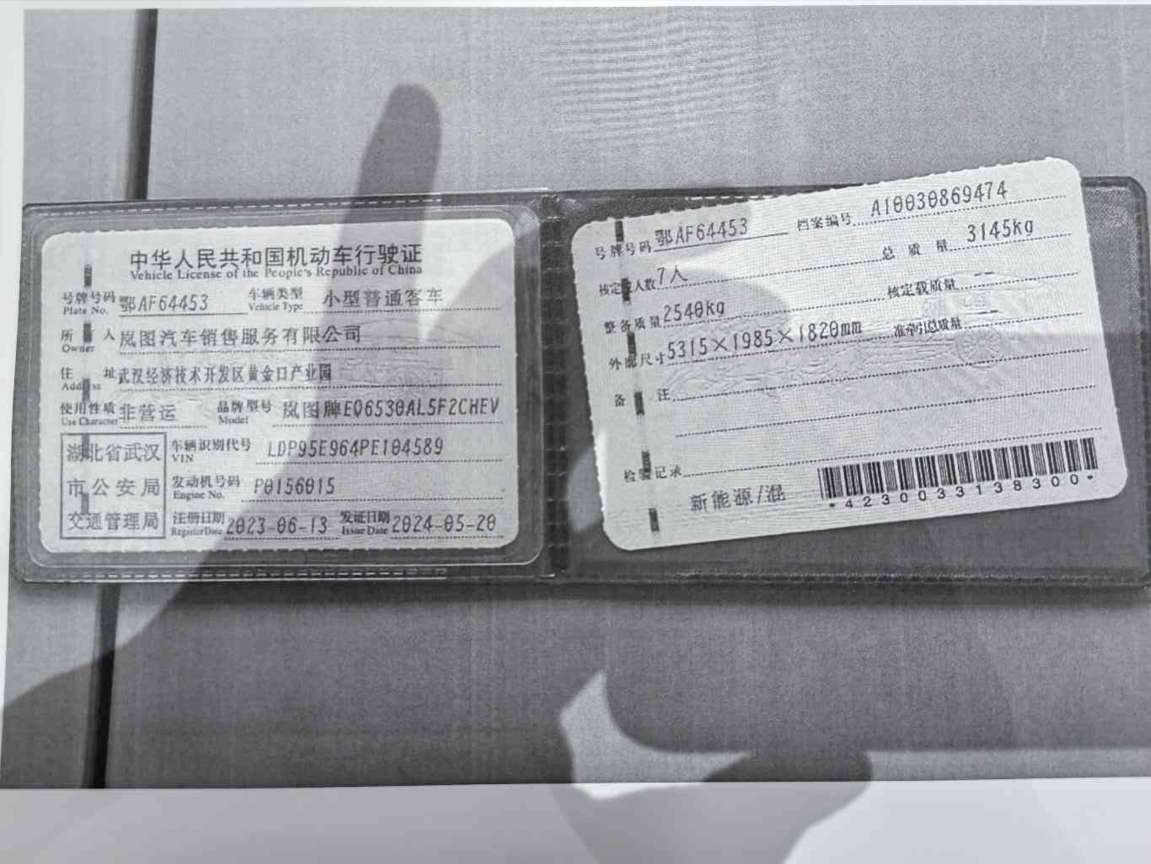 中华人民共和国机动车行驶证
Vehicle License of the People's Republic of China
号牌号码 鄂AF64453 车辆类型 小型普通客车
Plate No. Vehicle Type
所有人 岚图汽车销售服务有限公司
Owner
住址 武汉经济技术开发区黄金口产业园
Address
使用性质 非营运 品牌型号 岚图牌EQ6530AL5F2CHEV
Use Character Model
湖北省武汉市公安局交通管理局
车辆识别代号 LDP95E964PE104589
VIN
发动机号码 P0156015
Engine No.
注册日期 2023-06-13 发证日期 2024-05-20
Register Date Issue Date
号牌号码 鄂AF64453 档案编号 A10030869474
核定载人数 7人 总质量 3145kg
整备质量 2540kg 核定载质量 --
外廓尺寸 5315×1985×1820mm 准牵引总质量 --
备注
检验记录
新能源/混
*4230033138300*